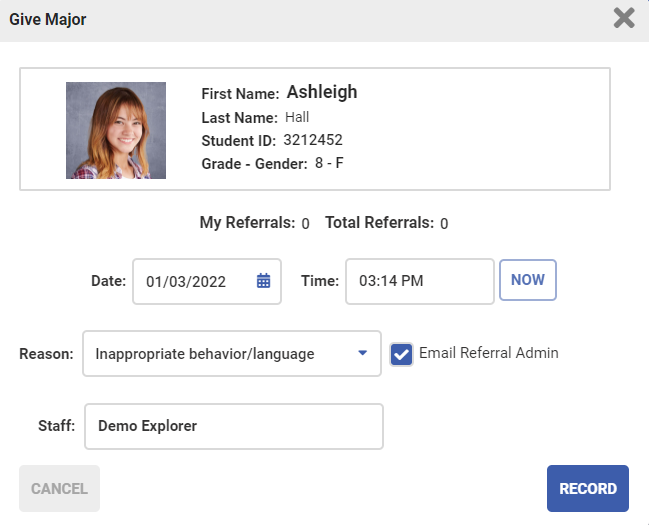 Give Major
First Name: Ashleigh
Last Name: Hall
Student ID: 3212452
Grade - Gender: 8 - F
My Referrals: 0 Total Referrals: 0
Date: 01/03/2022 Time: 03:14 PM NOW
Reason: Inappropriate behavior/language Email Referral Admin
Staff: Demo Explorer
CANCEL RECORD